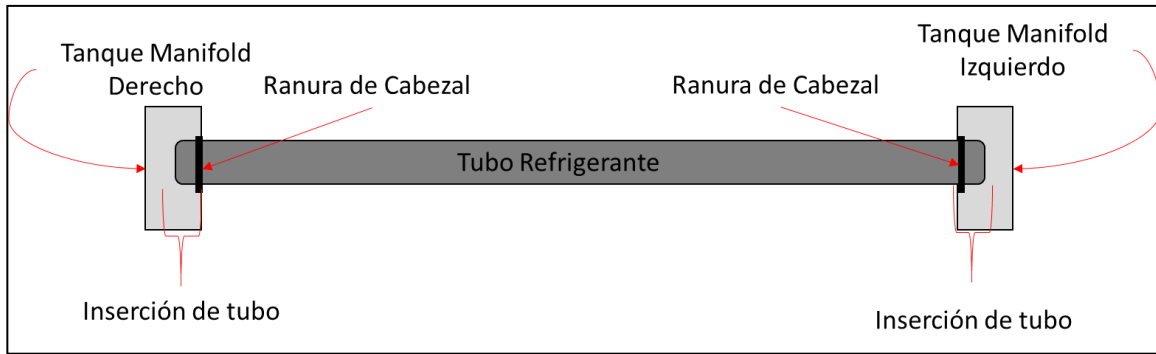 Tanque Manifold
Derecho
Ranura de Cabezal
Ranura de Cabezal
Tanque Manifold
Izquierdo
Tubo Refrigerante
Inserción de tubo
Inserción de tubo